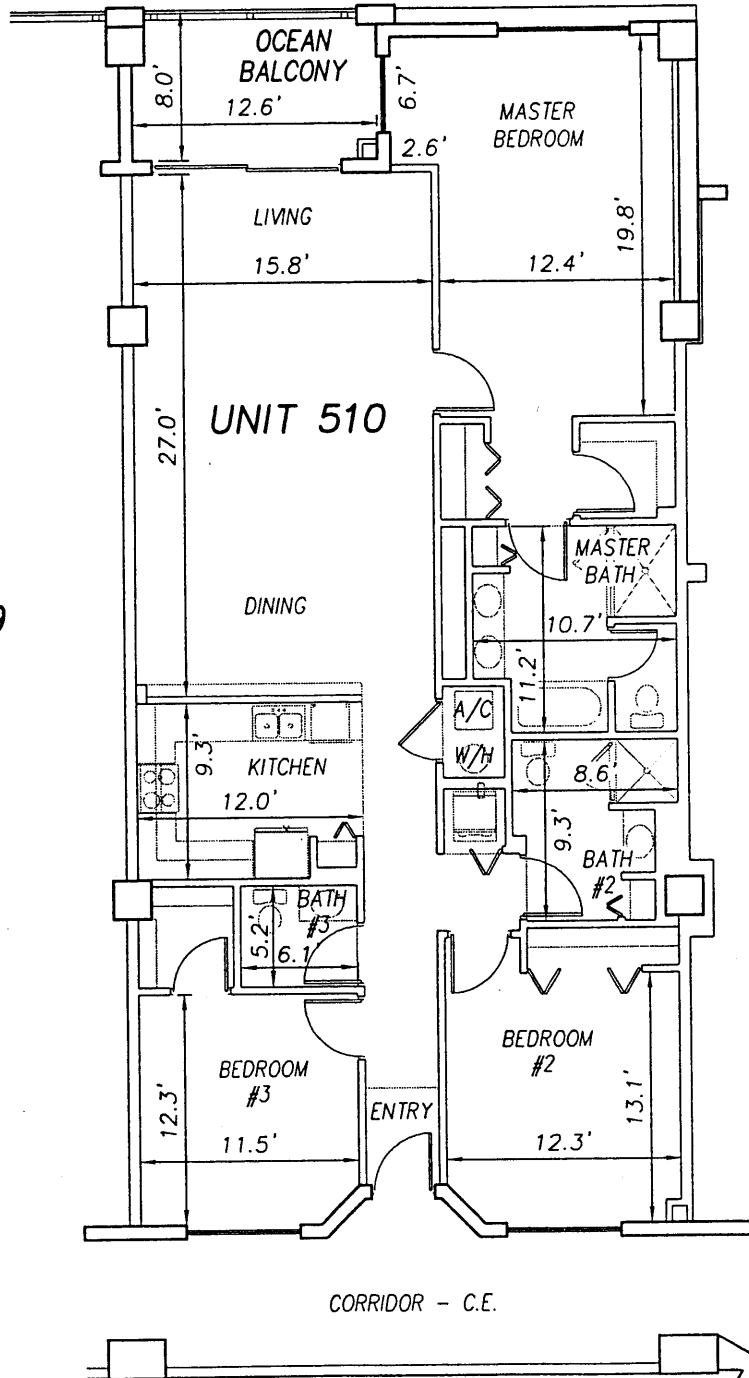 OCEAN
BALCONY
8.0'
12.6'
6.7'
2.6'
MASTER
BEDROOM
LIVING
19.8'
15.8'
12.4'
UNIT 510
27.0'
MASTER
BATH
DINING
10.7'
11.2'
A/C
W/H
9.3'
KITCHEN
12.0'
8.6'
9.3'
BATH
#2
BATH
#3
5.2'
6.1
BEDROOM
#2
BEDROOM
#3
12.3'
13.1'
ENTRY
11.5'
12.3'
CORRIDOR - C.E.